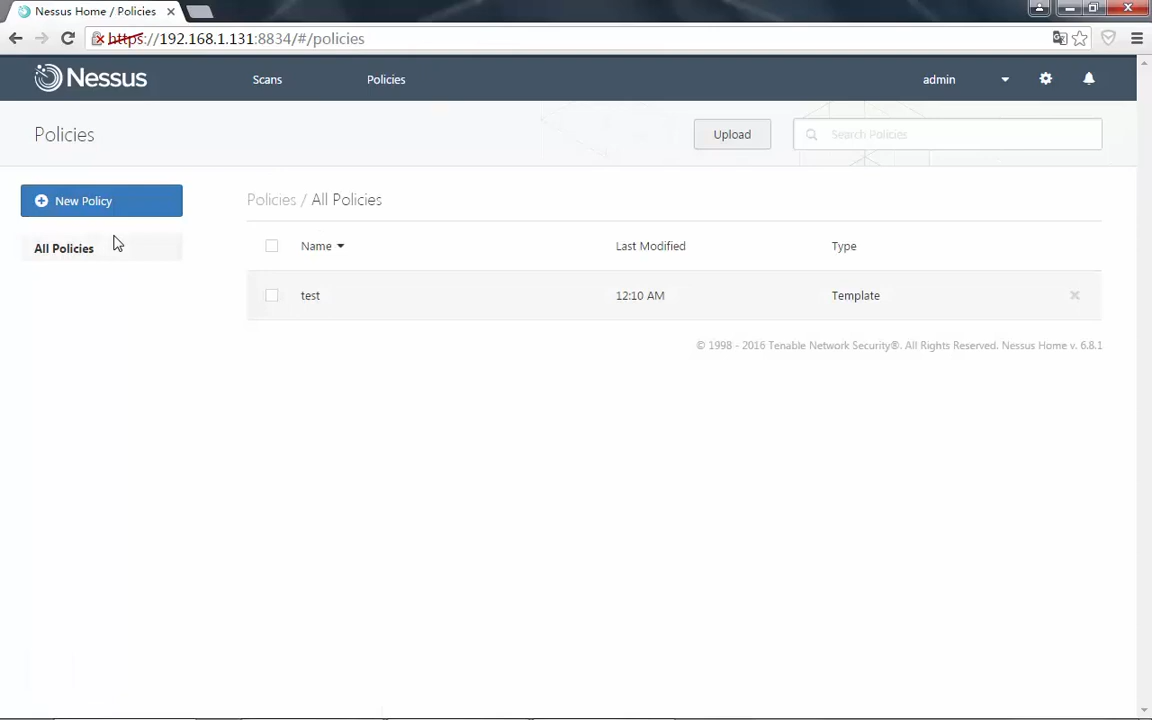 Nessus Home / Policies
https://192.168.1.131:8834/#/policies
Nessus
Scans
Policies
admin
Policies
Upload
Search Policies
New Policy
All Policies
Policies / All Policies
Name
Last Modified
Type
test
12:10 AM
Template
© 1998 - 2016 Tenable Network Security®. All Rights Reserved. Nessus Home v. 6.8.1